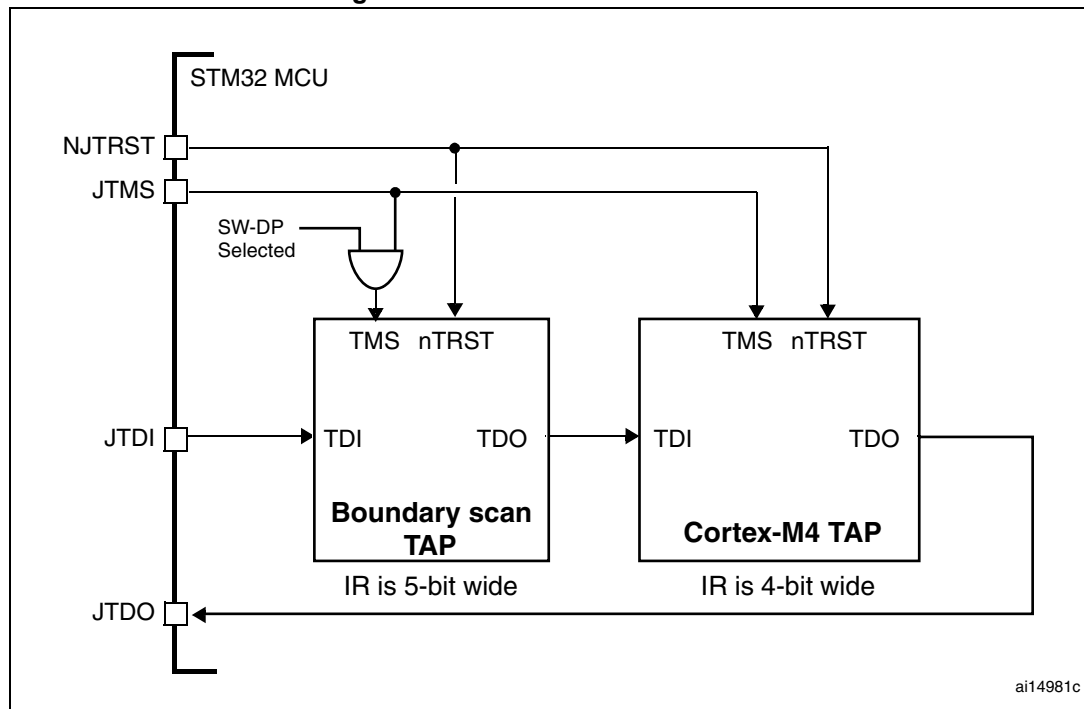 STM32 MCU
NJTRST
JTMS
SW-DP
Selected
TMS nTRST
TMS nTRST
JTDI
TDI
TDO
TDI
TDO
Boundary scan
TAP
Cortex-M4 TAP
IR is 5-bit wide
IR is 4-bit wide
JTDO
ai14981c